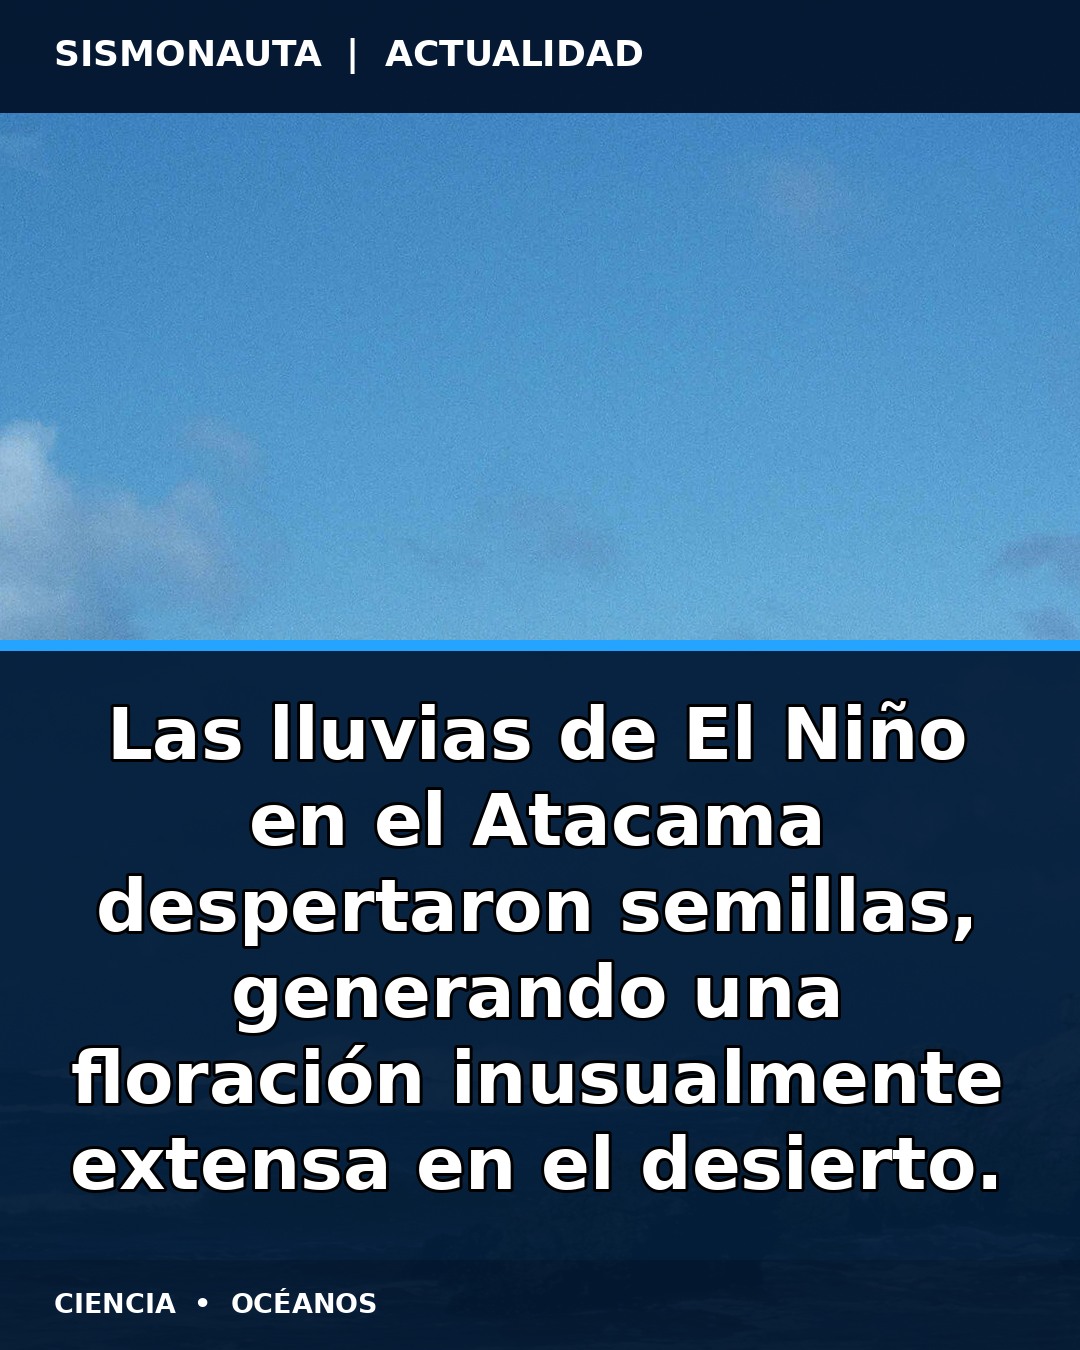 SISMONAUTA | ACTUALIDAD
Las lluvias de El Niño
en el Atacama
despertaron semillas,
generando una
floración inusualmente
extensa en el desierto.
CIENCIA • OCÉANOS